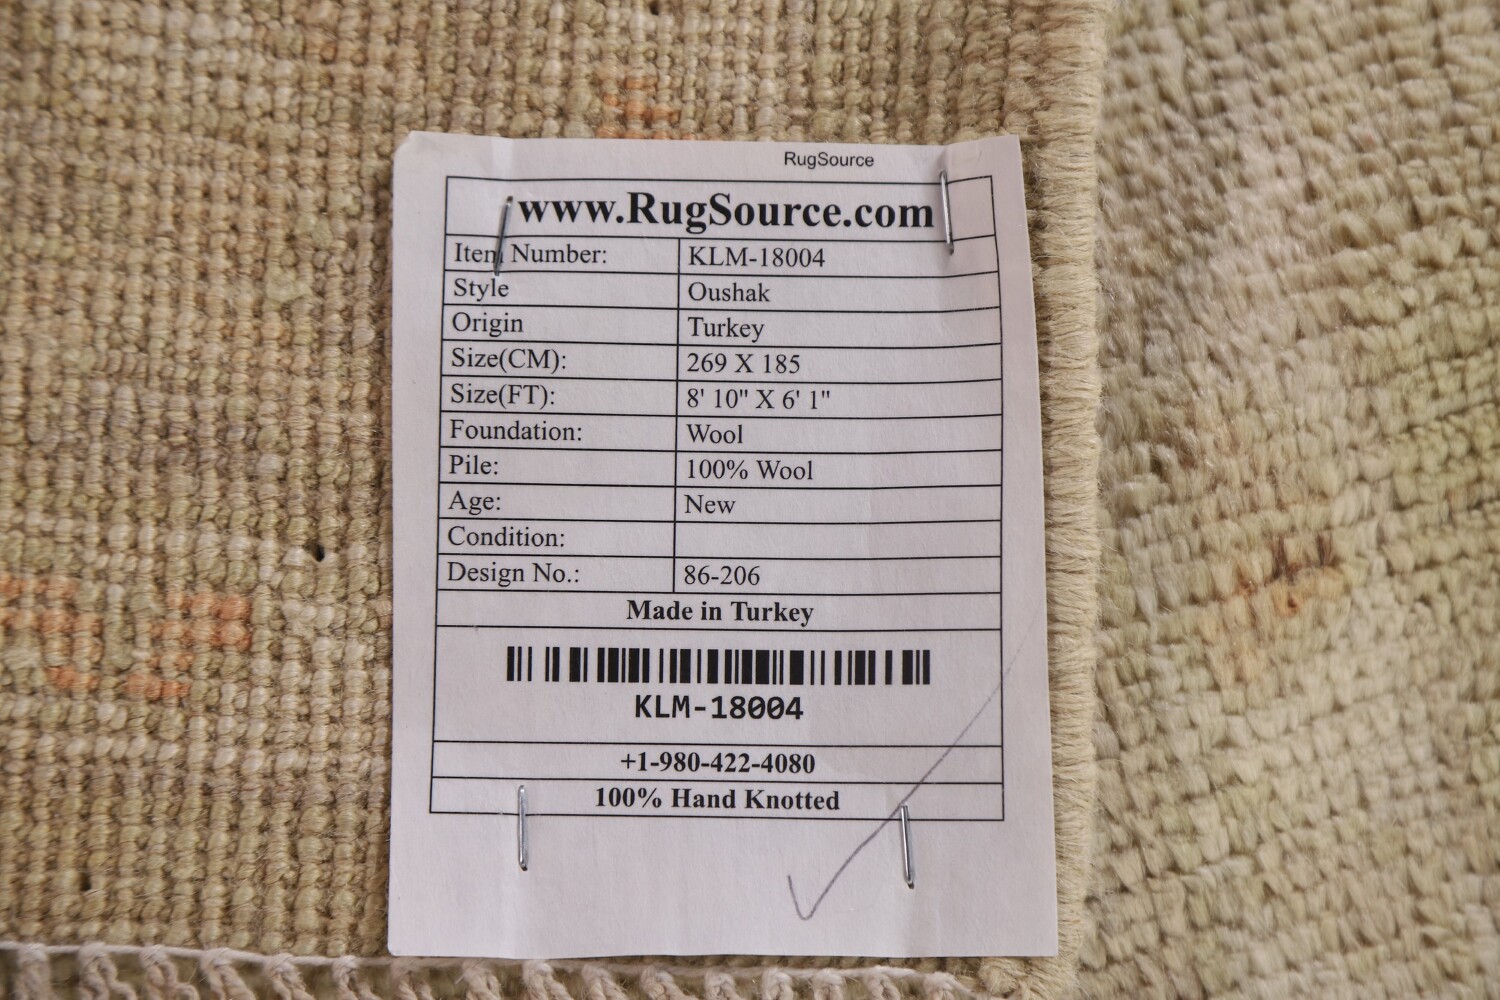 RugSource
www.RugSource.com
Item Number: KLM-18004
Style Oushak
Origin Turkey
Size(CM): 269 X 185
Size(FT): 8' 10" X 6' 1"
Foundation: Wool
Pile: 100% Wool
Age: New
Condition:
Design No.: 86-206
Made in Turkey
KLM-18004
+1-980-422-4080
100% Hand Knotted